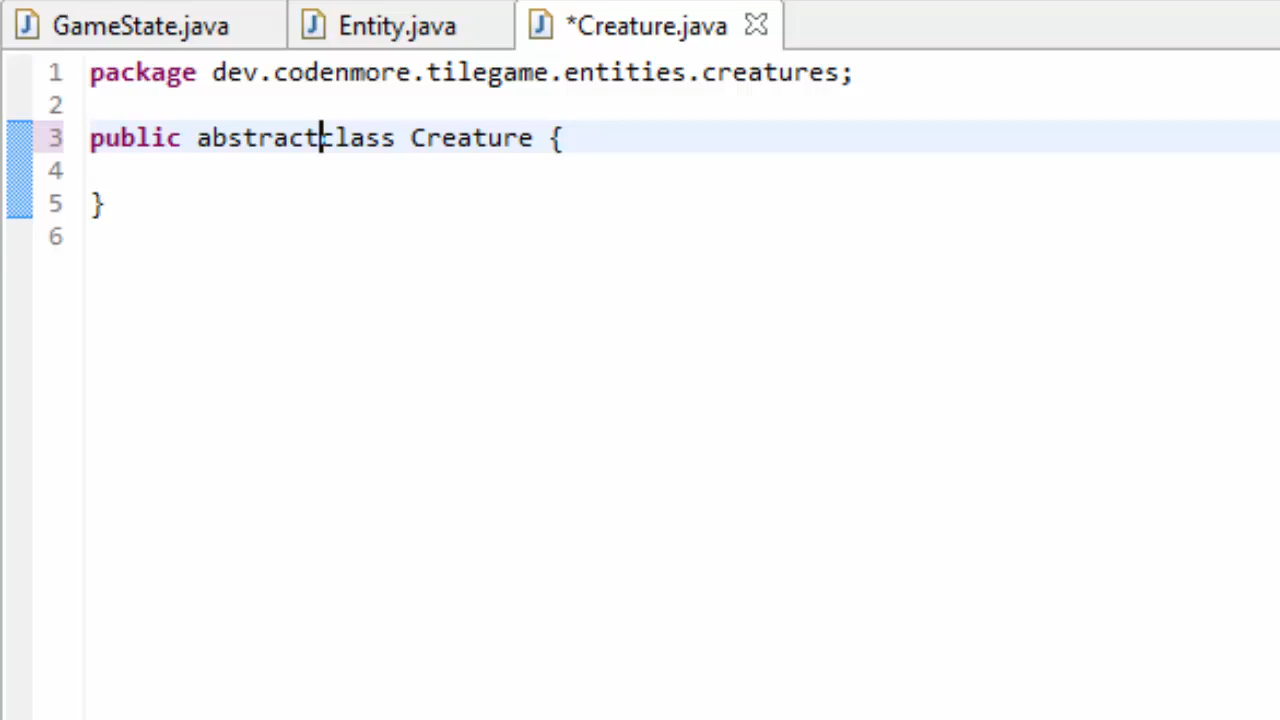 GameState.java Entity.java *Creature.java
1 package dev.codenmore.tilegame.entities.creatures;
2
3 public abstractclass Creature {
4
5 }
6